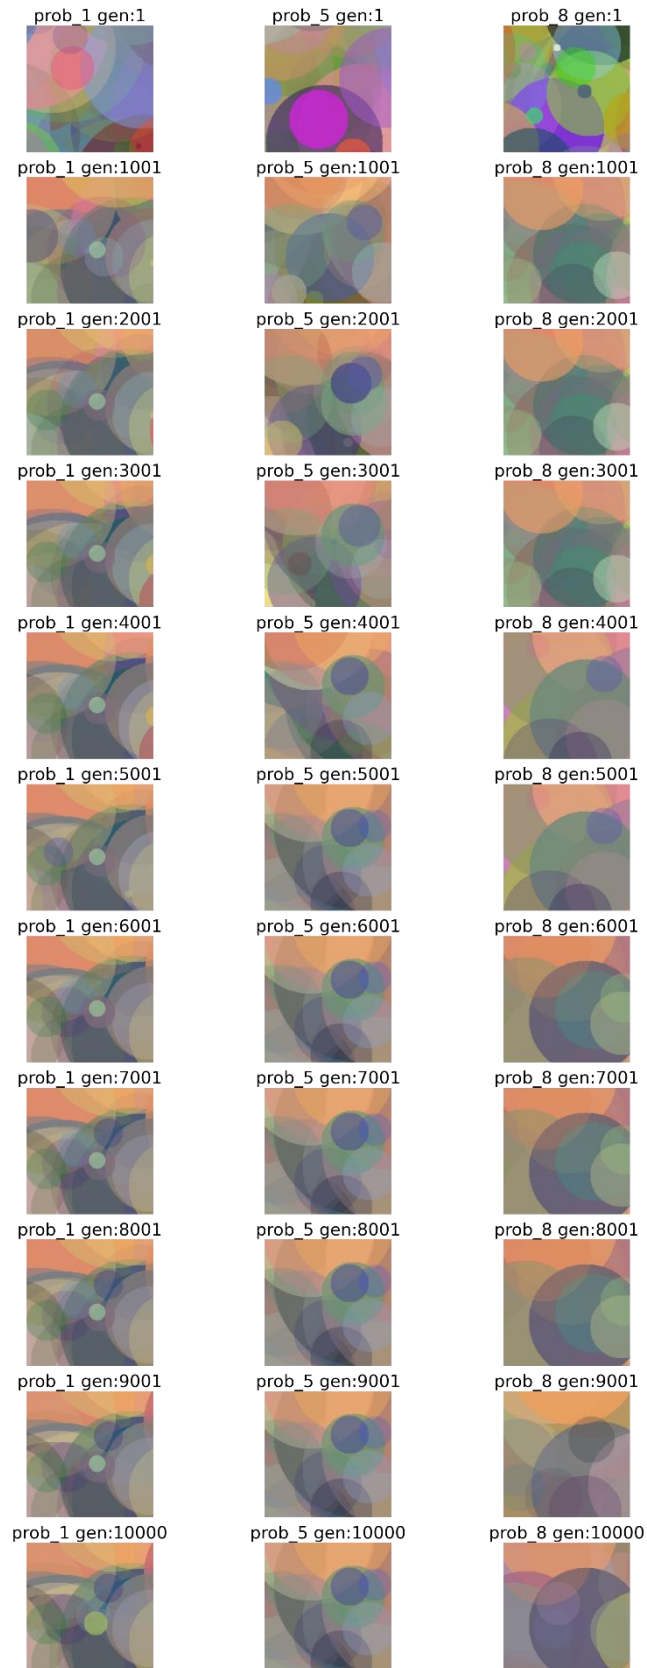 prob_1 gen:1 prob_5 gen:1 prob_8 gen:1
prob_1 gen:1001 prob_5 gen:1001 prob_8 gen:1001
prob_1 gen:2001 prob_5 gen:2001 prob_8 gen:2001
prob_1 gen:3001 prob_5 gen:3001 prob_8 gen:3001
prob_1 gen:4001 prob_5 gen:4001 prob_8 gen:4001
prob_1 gen:5001 prob_5 gen:5001 prob_8 gen:5001
prob_1 gen:6001 prob_5 gen:6001 prob_8 gen:6001
prob_1 gen:7001 prob_5 gen:7001 prob_8 gen:7001
prob_1 gen:8001 prob_5 gen:8001 prob_8 gen:8001
prob_1 gen:9001 prob_5 gen:9001 prob_8 gen:9001
prob_1 gen:10000 prob_5 gen:10000 prob_8 gen:10000